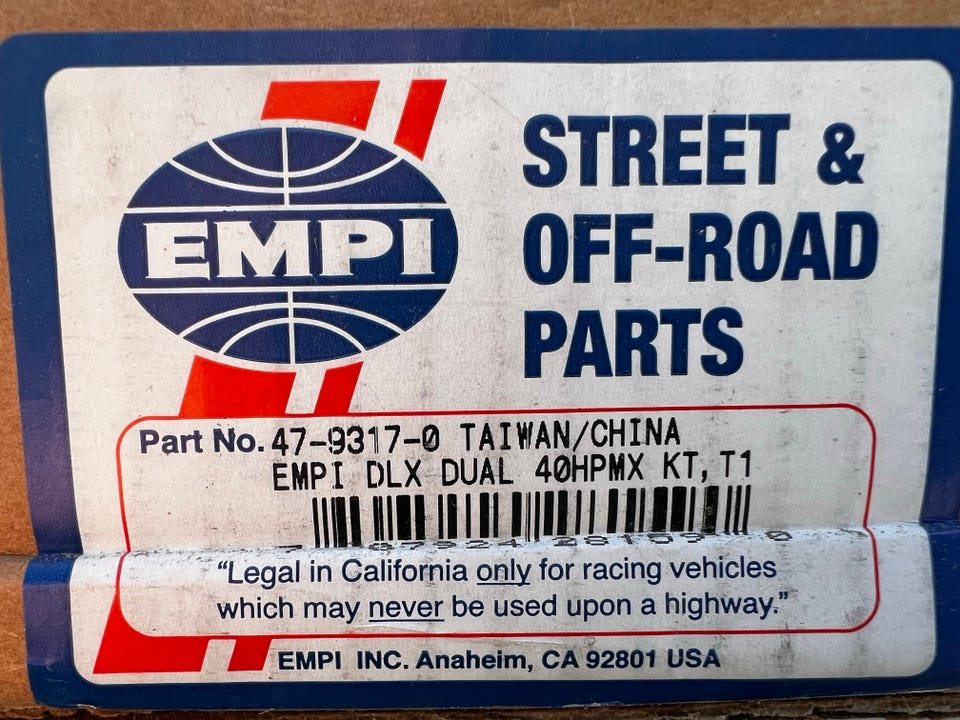 EMPI
STREET &
OFF-ROAD
PARTS
Part No. 47-9317-0 TAIWAN/CHINA
EMPI DLX DUAL 40HPMX KT, T1
“Legal in California only for racing vehicles
which may never be used upon a highway.”
EMPI INC. Anaheim, CA 92801 USA